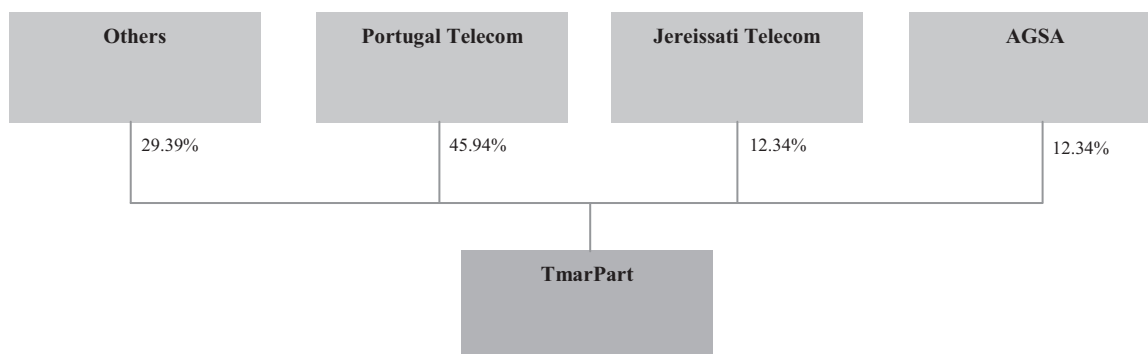 Others
Portugal Telecom
Jereissati Telecom
AGSA
29.39%
45.94%
12.34%
12.34%
TmarPart